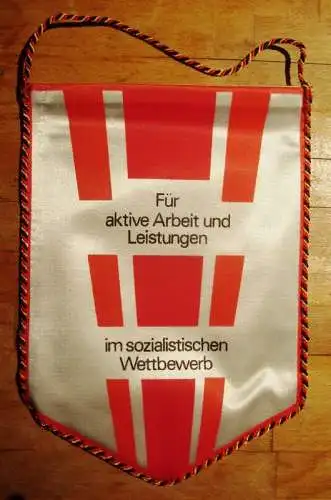 Für
aktive Arbeit und
Leistungen
im sozialistischen
Wettbewerb